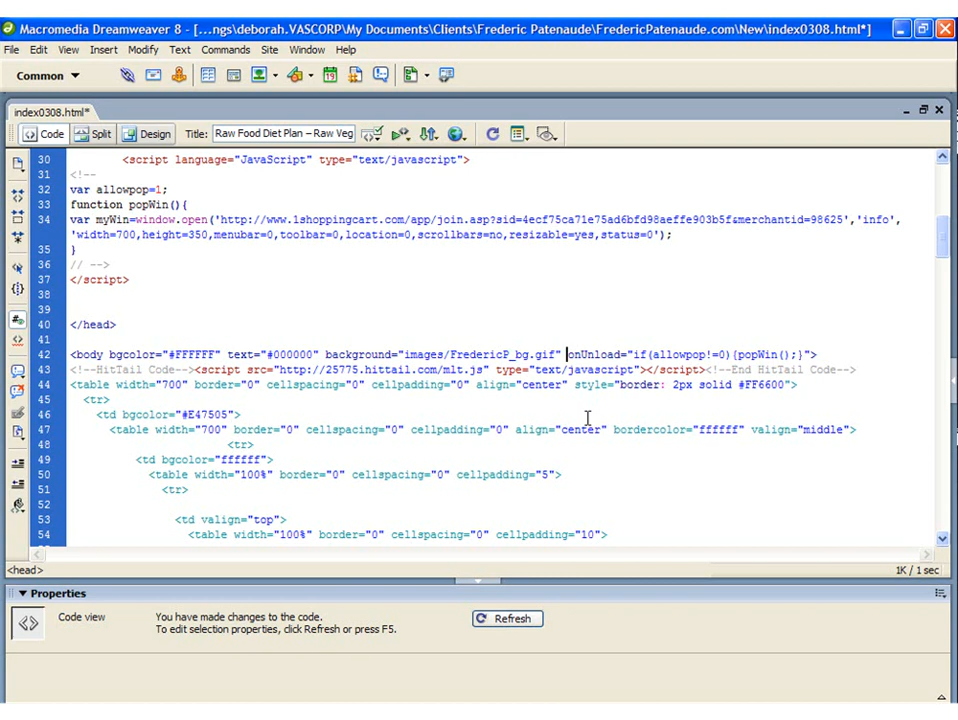 Macromedia Dreamweaver 8 - [...ngs\deborah.VASCORP\My Documents\Clients\Frederic Patenaude\FredericPatenaude.com\New\index0308.html*]
File Edit View Insert Modify Text Commands Site Window Help
Common
index0308.html*
Code Split Design Title: Raw Food Diet Plan – Raw Veg
30 <script language="JavaScript" type="text/javascript">
31 <!--
32 var allowpop=1;
33 function popWin(){
34 var myWin=window.open('http://www.1shoppingcart.com/app/join.asp?sid=4ecf75ca71e75ad6bfd98aeffe903b5f&merchantid=98625','info',
'width=700,height=350,menubar=0,toolbar=0,location=0,scrollbars=no,resizable=yes,status=0');
35 }
36 // -->
37 </script>
38
39
40 </head>
41
42 <body bgcolor="#FFFFFF" text="#000000" background="images/FredericP_bg.gif" onUnload="if(allowpop!=0){popWin();}">
43 <!--HitTail Code--><script src="http://25775.hittail.com/mlt.js" type="text/javascript"></script><!--End HitTail Code-->
44 <table width="700" border="0" cellspacing="0" cellpadding="0" align="center" style="border: 2px solid #FF6600">
45 <tr>
46 <td bgcolor="#E47505">
47 <table width="700" border="0" cellspacing="0" cellpadding="0" align="center" bordercolor="ffffff" valign="middle">
48 <tr>
49 <td bgcolor="ffffff">
50 <table width="100%" border="0" cellspacing="0" cellpadding="5">
51 <tr>
52
53 <td valign="top">
54 <table width="100%" border="0" cellspacing="0" cellpadding="10">
<head> 1K / 1 sec
Properties
Code view You have made changes to the code. Refresh
To edit selection properties, click Refresh or press F5.